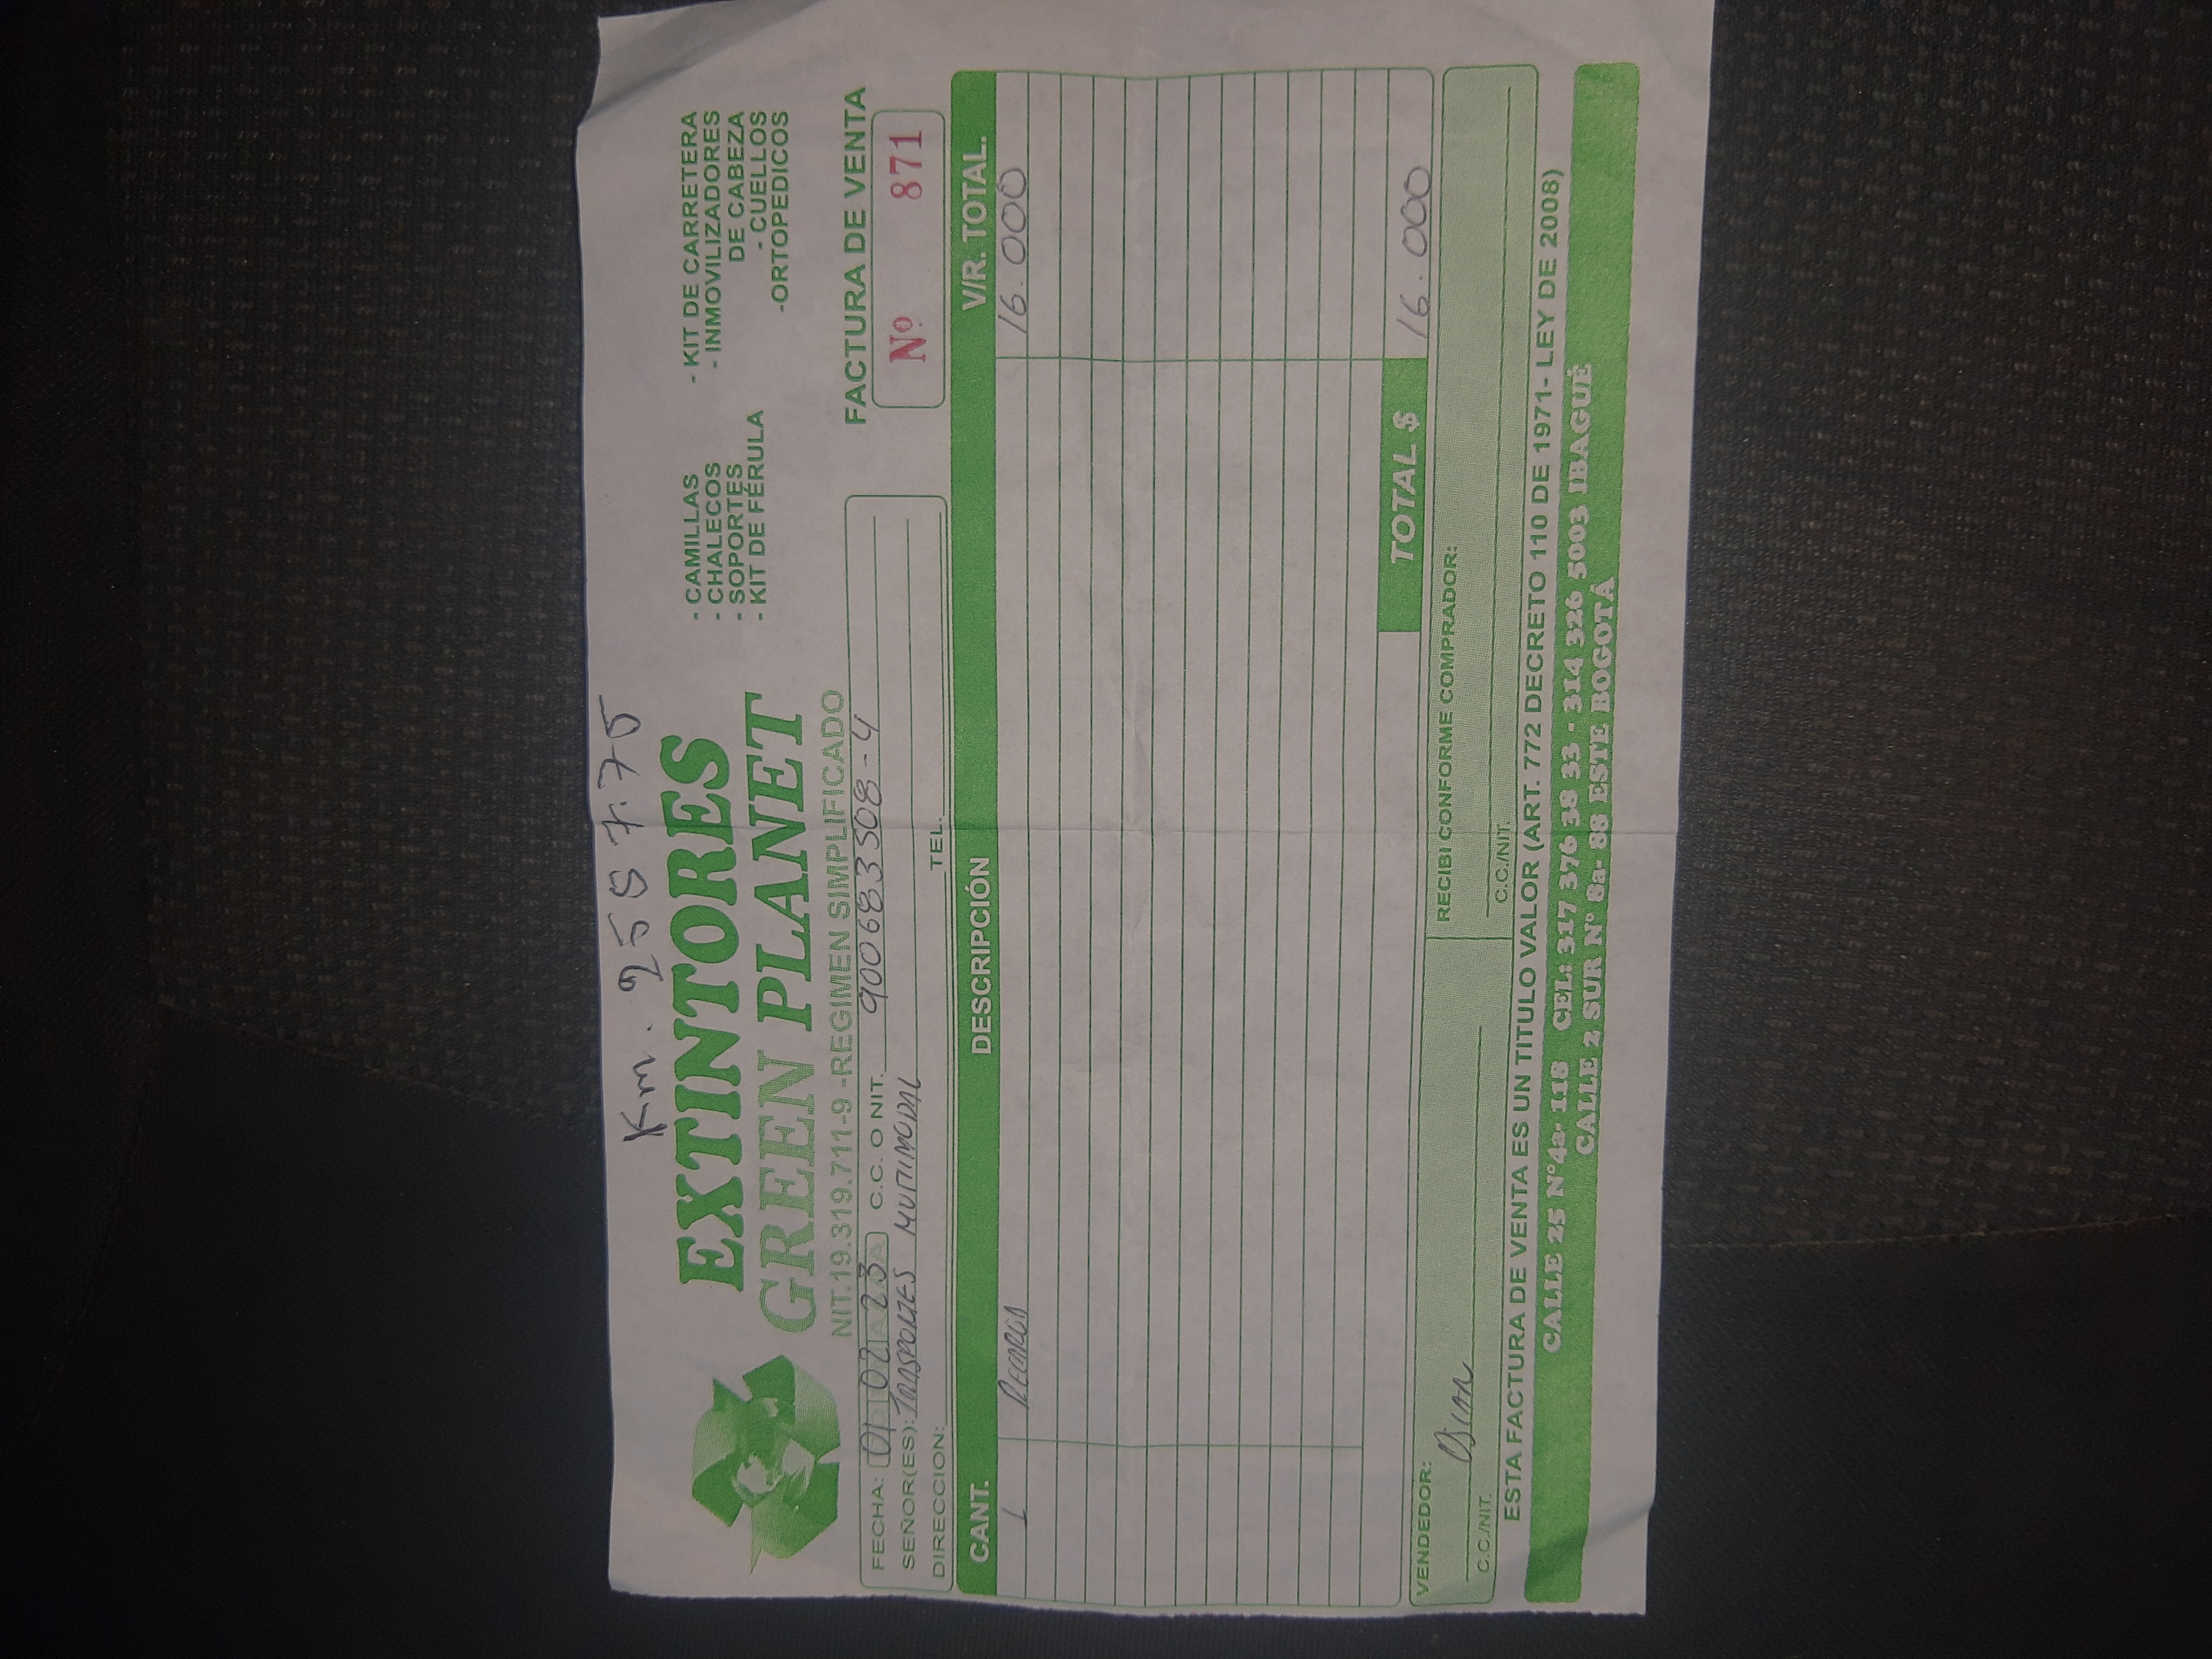 Km. 258775
EXTINTORES
GREEN PLANET
NIT.19.319.711-9 -REGIMEN SIMPLIFICADO
- CAMILLAS
- CHALECOS
- SOPORTES
- KIT DE FÉRULA
- KIT DE CARRETERA
- INMOVILIZADORES
DE CABEZA
- CUELLOS
-ORTOPEDICOS
FECHA: 01 02 23 C.C. O NIT. 900683508-4
SEÑOR(ES): TRASPORTES MULTIMODAL
DIRECCION: TEL.
FACTURA DE VENTA
Nº 871
CANT. DESCRIPCIÓN V/R. TOTAL.
1 RECARGA 16.000
TOTAL $ 16.000
VENDEDOR: Oscar
C.C./NIT.
RECIBI CONFORME COMPRADOR:
C.C./NIT.
ESTA FACTURA DE VENTA ES UN TITULO VALOR (ART. 772 DECRETO 110 DE 1971- LEY DE 2008)
CALLE 25 N°4a- 118 CEL: 317 376 38 23 - 314 326 5003 IBAGUÉ
CALLE 2 SUR N° 8a- 88 ESTE BOGOTÁ